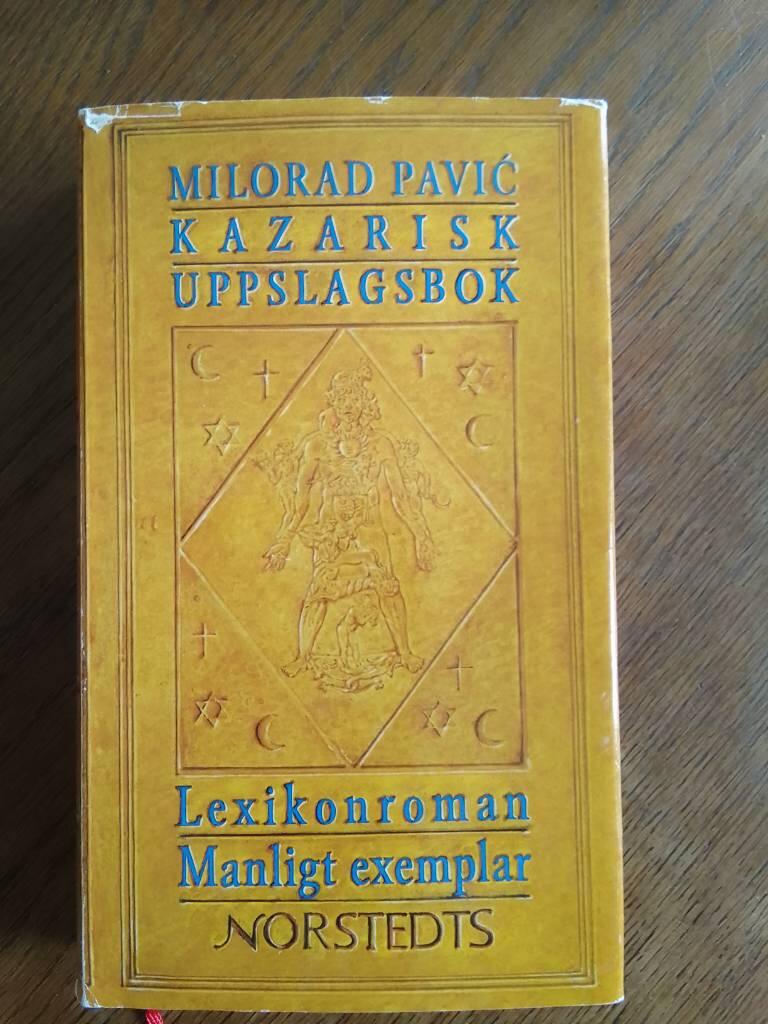 MILORAD PAVIĆ
KAZARISK
UPPSLAGSBOK
Lexikonroman
Manligt exemplar
NORSTEDTS